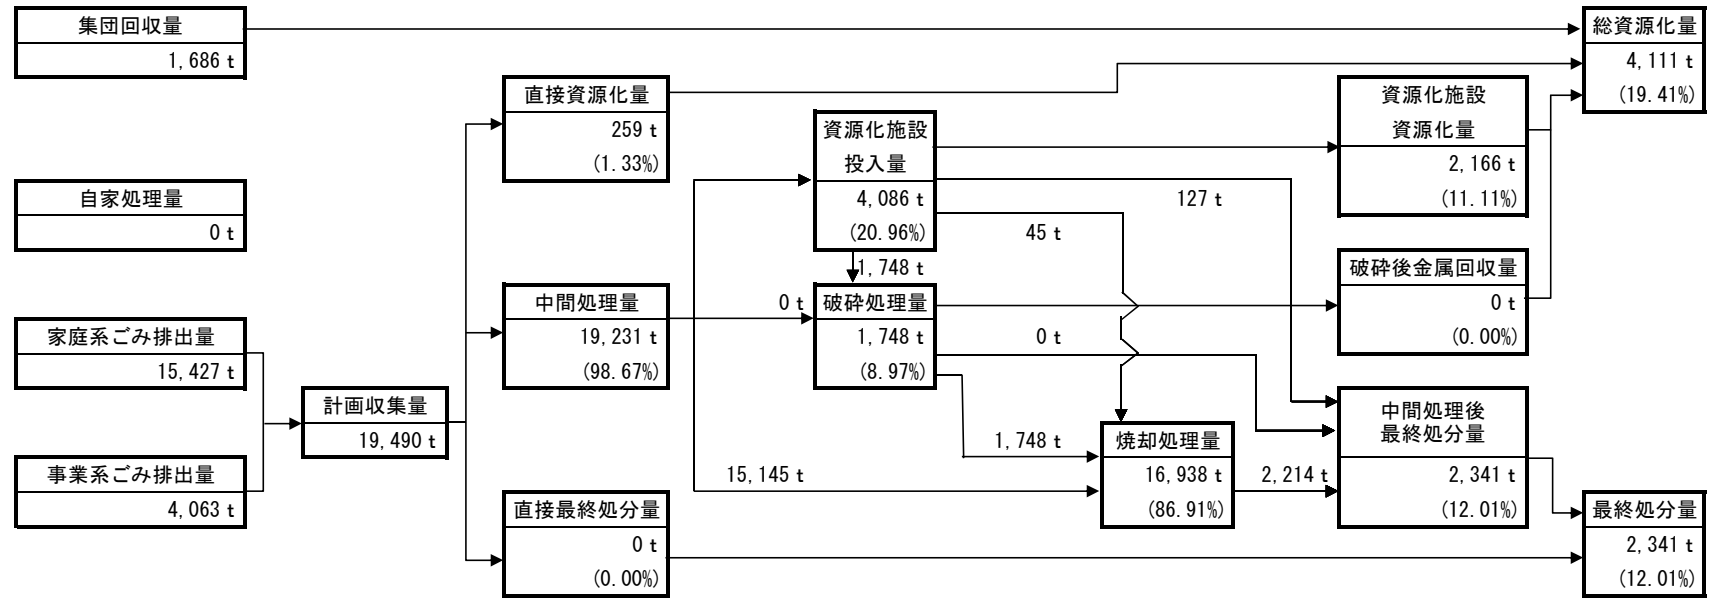 集団回収量
1,686 t
自家処理量
0 t
家庭系ごみ排出量
15,427 t
事業系ごみ排出量
4,063 t
計画収集量
19,490 t
直接資源化量
259 t
(1.33%)
中間処理量
19,231 t
(98.67%)
直接最終処分量
0 t
(0.00%)
資源化施設
投入量
4,086 t
(20.96%)
1,748 t
0 t
破砕処理量
1,748 t
(8.97%)
127 t
45 t
0 t
1,748 t
15,145 t
焼却処理量
16,938 t
(86.91%)
2,214 t
資源化施設
資源化量
2,166 t
(11.11%)
破砕後金属回収量
0 t
(0.00%)
中間処理後
最終処分量
2,341 t
(12.01%)
総資源化量
4,111 t
(19.41%)
最終処分量
2,341 t
(12.01%)